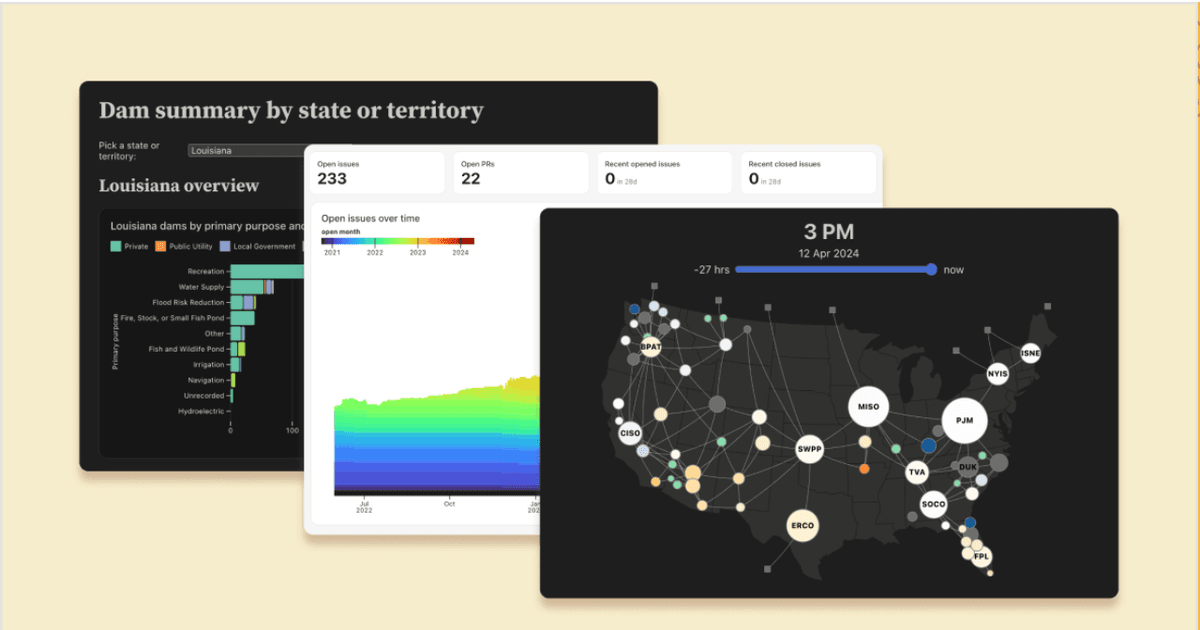 Dam summary by state or territory
Pick a state or
territory:
Louisiana
Louisiana overview
Louisiana dams by primary purpose and
Private
Public Utility
Local Government
Primary purpose
Recreation
Water Supply
Flood Risk Reduction
Fire, Stock, or Small Fish Pond
Other
Fish and Wildlife Pond
Irrigation
Navigation
Unrecorded
Hydroelectric
0
100
Open issues
233
Open PRs
22
Recent opened issues
0 in 28d
Recent closed issues
0 in 28d
Open issues over time
open month
2021
2022
2023
2024
Jul
2022
Oct
2022
3 PM
12 Apr 2024
-27 hrs
now
BPAT
ISNE
NYIS
MISO
PJM
CISO
SWPP
TVA
DUK
SOCO
ERCO
FPL